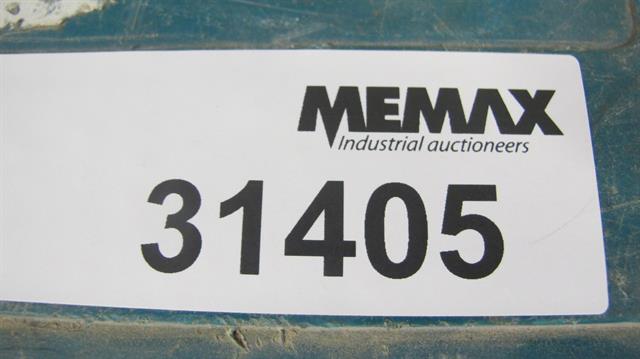 MEMAX
Industrial auctioneers
31405